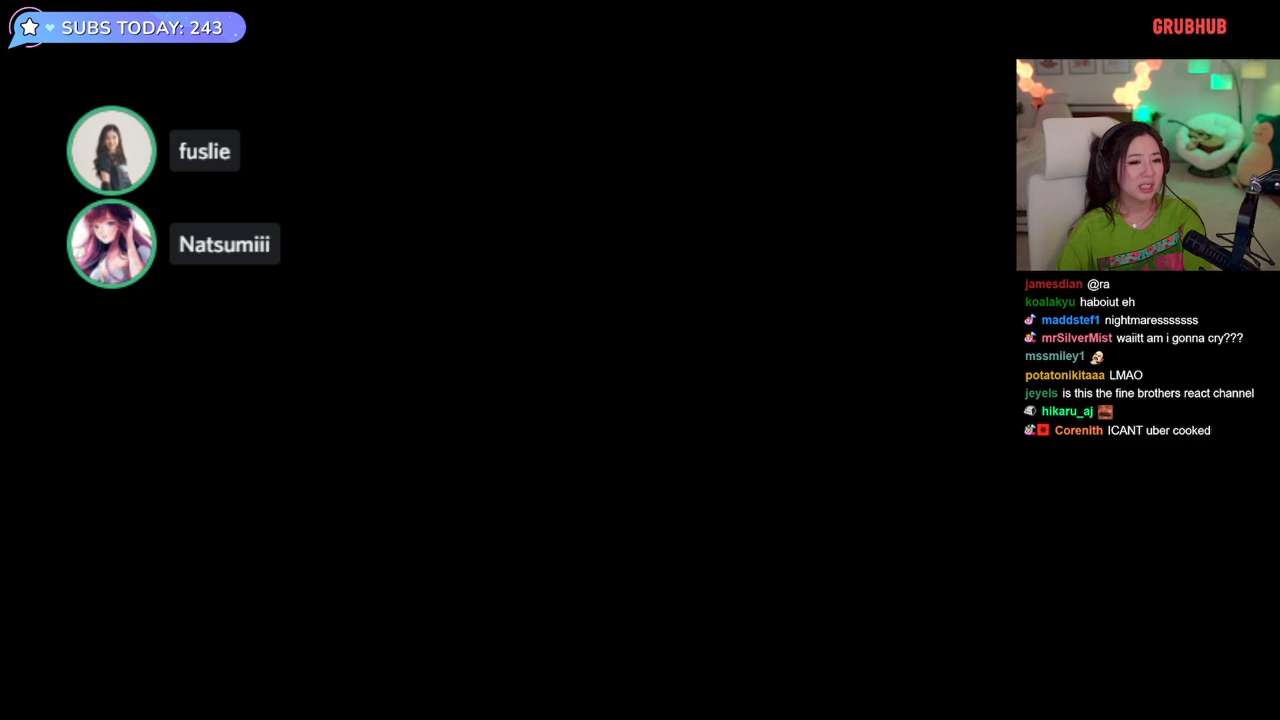 SUBS TODAY: 243
GRUBHUB
fuslie
Natsumiii
jamesdian @ra
koalakyu haboiut eh
maddstef1 nightmaresssssss
mrSilverMist waiitt am i gonna cry???
mssmiley1
potatonikitaaa LMAO
jeyels is this the fine brothers react channel
hikaru_aj
Corenith ICANT uber cooked